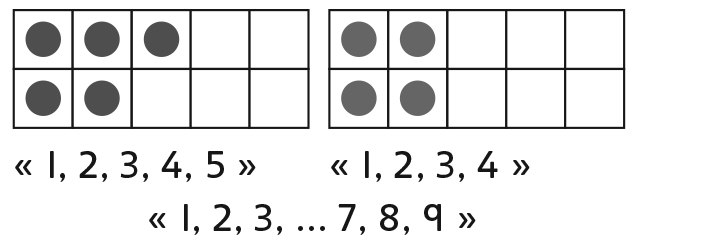 « 1, 2, 3, 4, 5 » « 1, 2, 3, 4 »
« 1, 2, 3, ... 7, 8, 9 »